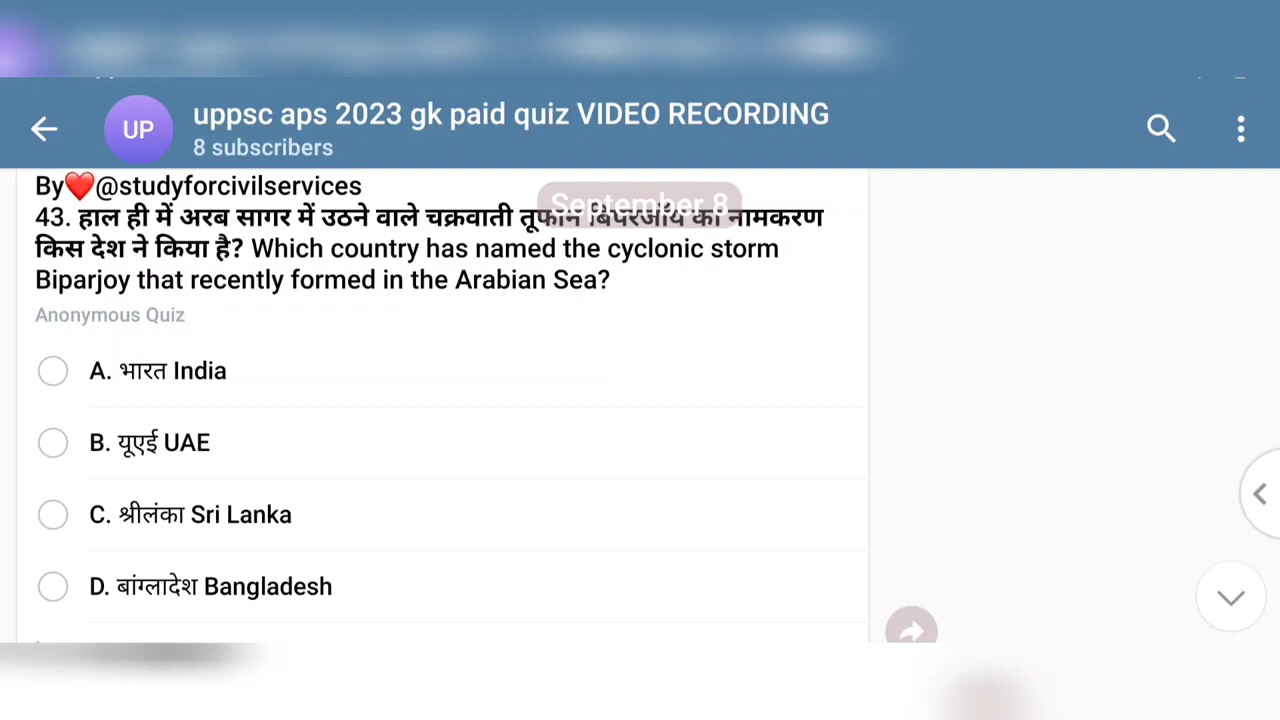 UP
uppsc aps 2023 gk paid quiz VIDEO RECORDING
8 subscribers
By❤️@studyforcivilservices
September 8
43. हाल ही में अरब सागर में उठने वाले चक्रवाती तूफान बिपरजॉय का नामकरण
किस देश ने किया है? Which country has named the cyclonic storm
Biparjoy that recently formed in the Arabian Sea?
Anonymous Quiz
A. भारत India
B. यूएई UAE
C. श्रीलंका Sri Lanka
D. बांग्लादेश Bangladesh